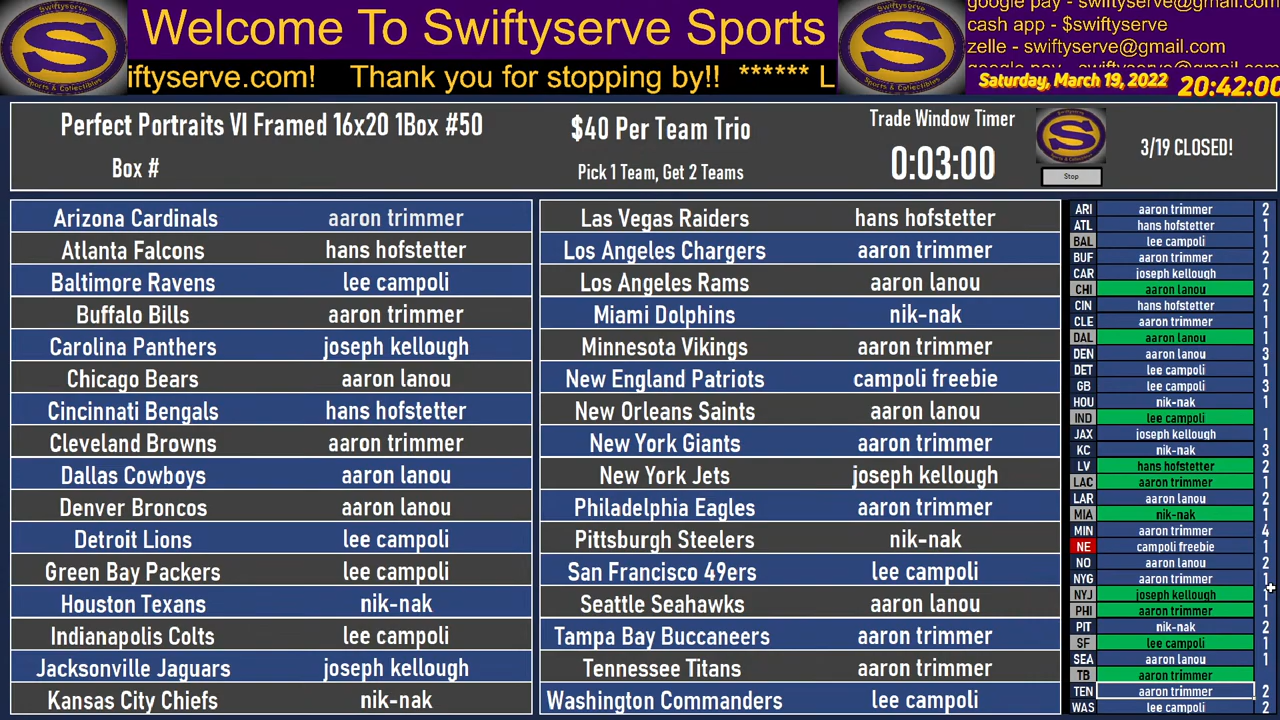 Welcome To Swiftyserve Sports
iftyserve.com! Thank you for stopping by!! ****** L
google pay - swiftyserve@gmail.com
cash app - $swiftyserve
zelle - swiftyserve@gmail.com
google pay - swiftyserve@gmail.com
Saturday, March 19, 2022 20:42:00
Perfect Portraits VI Framed 16x20 1Box #50
Box #
$40 Per Team Trio
Pick 1 Team, Get 2 Teams
Trade Window Timer
0:03:00
Stop
3/19 CLOSED!
Arizona Cardinals aaron trimmer
Atlanta Falcons hans hofstetter
Baltimore Ravens lee campoli
Buffalo Bills aaron trimmer
Carolina Panthers joseph kellough
Chicago Bears aaron lanou
Cincinnati Bengals hans hofstetter
Cleveland Browns aaron trimmer
Dallas Cowboys aaron lanou
Denver Broncos aaron lanou
Detroit Lions lee campoli
Green Bay Packers lee campoli
Houston Texans nik-nak
Indianapolis Colts lee campoli
Jacksonville Jaguars joseph kellough
Kansas City Chiefs nik-nak
Las Vegas Raiders hans hofstetter
Los Angeles Chargers aaron trimmer
Los Angeles Rams aaron lanou
Miami Dolphins nik-nak
Minnesota Vikings aaron trimmer
New England Patriots campoli freebie
New Orleans Saints aaron lanou
New York Giants aaron trimmer
New York Jets joseph kellough
Philadelphia Eagles aaron trimmer
Pittsburgh Steelers nik-nak
San Francisco 49ers lee campoli
Seattle Seahawks aaron lanou
Tampa Bay Buccaneers aaron trimmer
Tennessee Titans aaron trimmer
Washington Commanders lee campoli
ARI aaron trimmer 2
ATL hans hofstetter 1
BAL lee campoli 1
BUF aaron trimmer 2
CAR joseph kellough 1
CHI aaron lanou 2
CIN hans hofstetter 1
CLE aaron trimmer 1
DAL aaron lanou 1
DEN aaron lanou 3
DET lee campoli 1
GB lee campoli 3
HOU nik-nak 1
IND lee campoli
JAX joseph kellough 1
KC nik-nak 3
LV hans hofstetter 2
LAC aaron trimmer 1
LAR aaron lanou 2
MIA nik-nak 1
MIN aaron trimmer 4
NE campoli freebie 1
NO aaron lanou 2
NYG aaron trimmer 1
NYJ joseph kellough 1
PHI aaron trimmer 1
PIT nik-nak 2
SF lee campoli 1
SEA aaron lanou 1
TB aaron trimmer
TEN aaron trimmer 2
WAS lee campoli 2